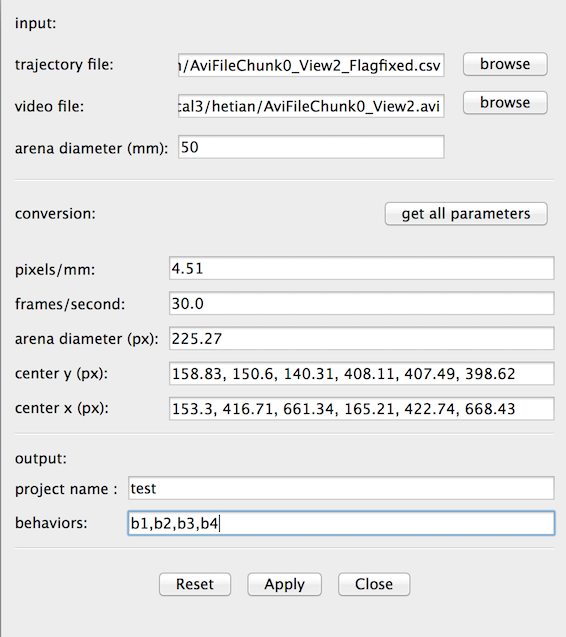 input:
trajectory file: ı/AviFileChunk0_View2_Flagfixed.csv browse
video file: cal3/hetian/AviFileChunk0_View2.avi browse
arena diameter (mm): 50
conversion: get all parameters
pixels/mm: 4.51
frames/second: 30.0
arena diameter (px): 225.27
center y (px): 158.83, 150.6, 140.31, 408.11, 407.49, 398.62
center x (px): 153.3, 416.71, 661.34, 165.21, 422.74, 668.43
output:
project name : test
behaviors: b1,b2,b3,b4
Reset Apply Close